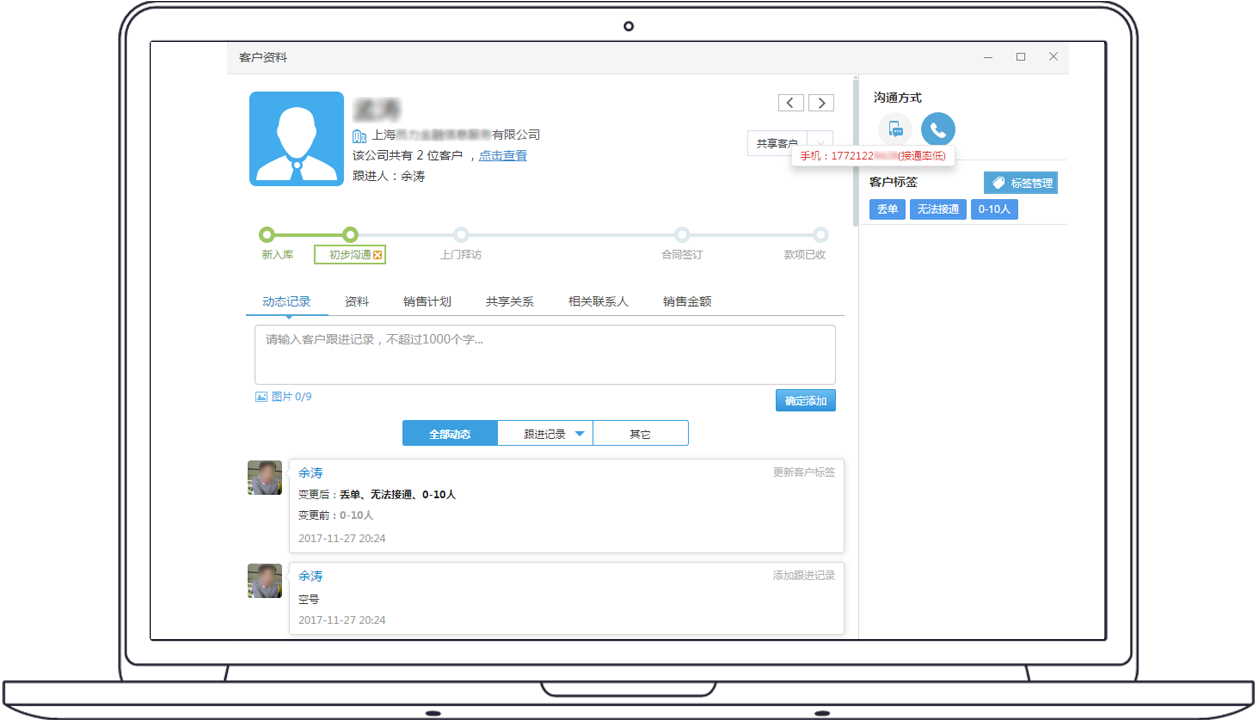 客户资料
上海 有限公司
该公司共有 2 位客户 ，点击查看
跟进人：余涛
共享客户
沟通方式
手机：1772122 (接通率低)
客户标签
标签管理
丢单 无法接通 0-10人
新入库 初步沟通 上门拜访 合同签订 款项已收
动态记录 资料 销售计划 共享关系 相关联系人 销售金额
请输入客户跟进记录，不超过1000个字...
图片 0/9
确定添加
全部动态 跟进记录 其它
余涛 更新客户标签
变更后：丢单、无法接通、0-10人
变更前：0-10人
2017-11-27 20:24
余涛 添加跟进记录
空号
2017-11-27 20:24